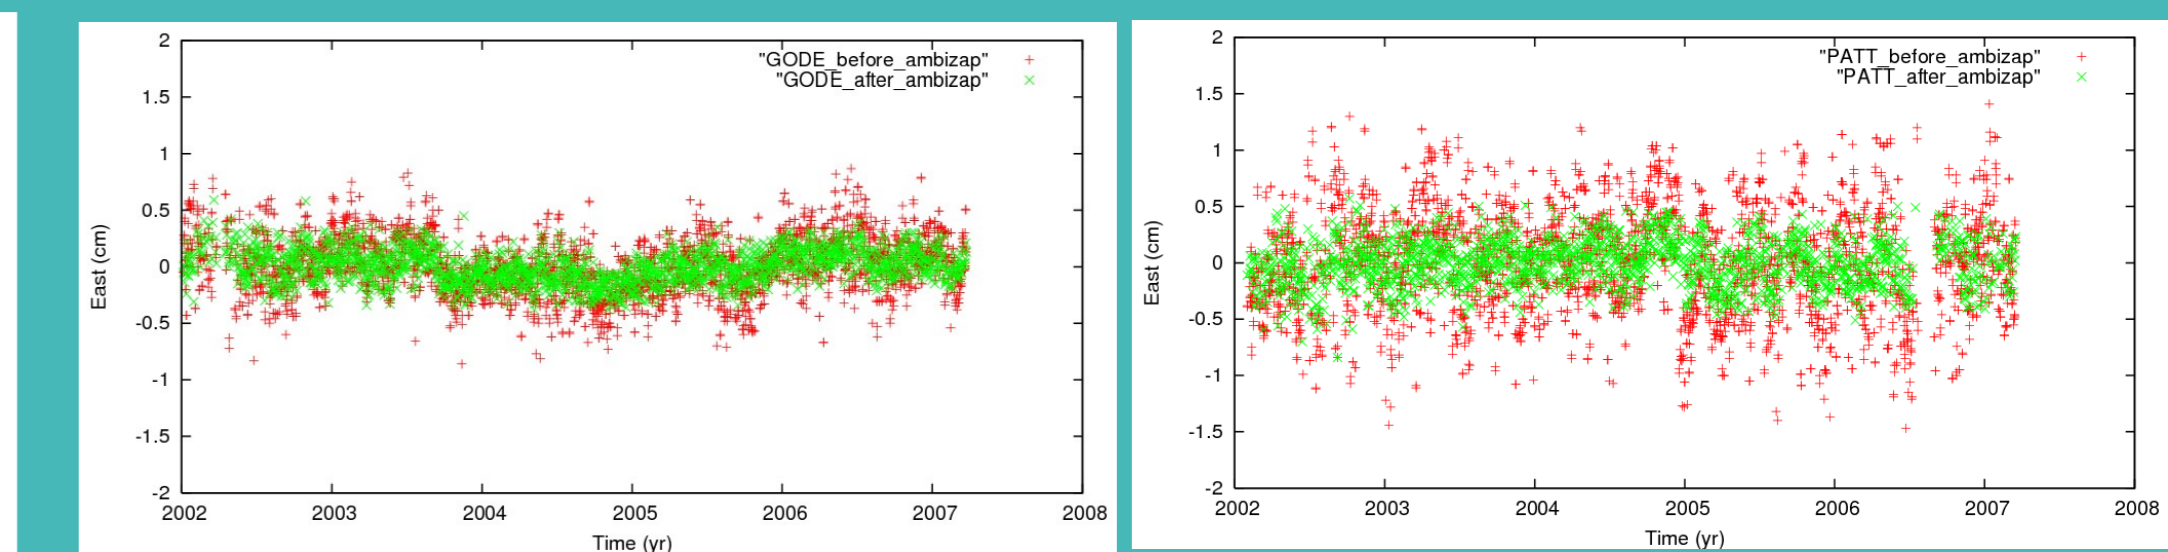 2
1.5
1
0.5
0
-0.5
-1
-1.5
-2
East (cm)
"GODE_before_ambizap"
"GODE_after_ambizap"
2002 2003 2004 2005 2006 2007 2008
Time (yr)
2
1.5
1
0.5
0
-0.5
-1
-1.5
-2
East (cm)
"PATT_before_ambizap"
"PATT_after_ambizap"
2002 2003 2004 2005 2006 2007 2008
Time (yr)